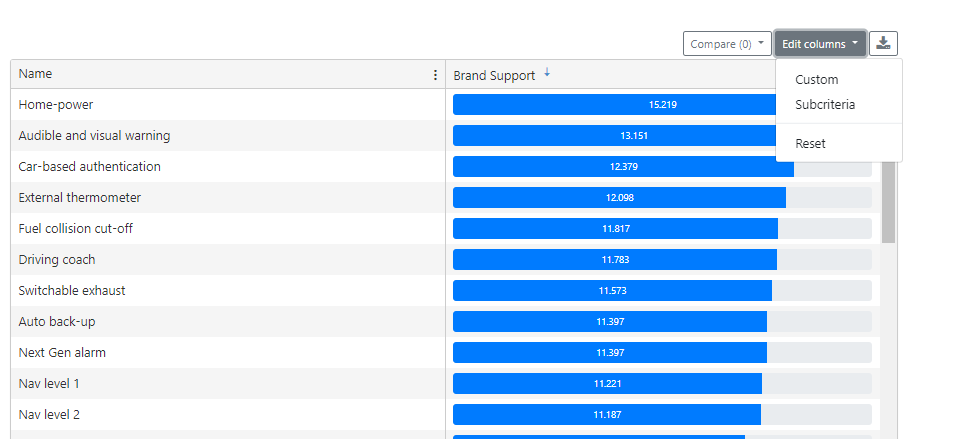 Compare (0) Edit columns
Name Brand Support
Custom
Subcriteria
Reset
Home-power 15.219
Audible and visual warning 13.151
Car-based authentication 12.379
External thermometer 12.098
Fuel collision cut-off 11.817
Driving coach 11.783
Switchable exhaust 11.573
Auto back-up 11.397
Next Gen alarm 11.397
Nav level 1 11.221
Nav level 2 11.187